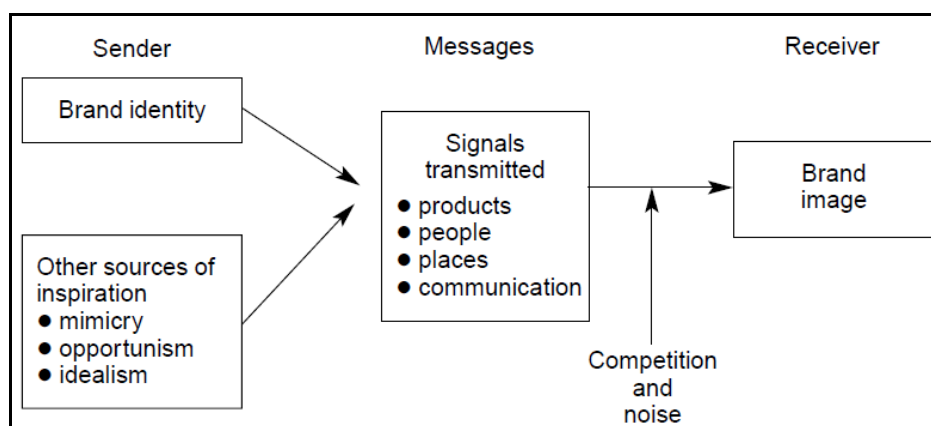 Sender
Messages
Receiver
Brand identity
Other sources of
inspiration
● mimicry
● opportunism
● idealism
Signals
transmitted
● products
● people
● places
● communication
Competition
and
noise
Brand
image